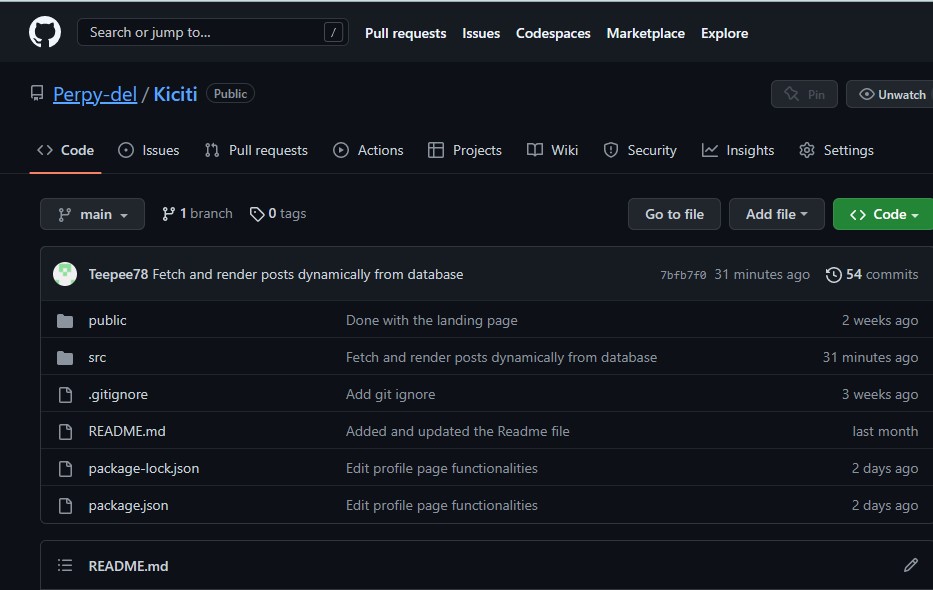 Search or jump to... / Pull requests Issues Codespaces Marketplace Explore
Perpy-del / Kiciti Public Pin Unwatch
Code Issues Pull requests Actions Projects Wiki Security Insights Settings
main 1 branch 0 tags Go to file Add file Code
Teepee78 Fetch and render posts dynamically from database 7bfb7f0 31 minutes ago 54 commits
public Done with the landing page 2 weeks ago
src Fetch and render posts dynamically from database 31 minutes ago
.gitignore Add git ignore 3 weeks ago
README.md Added and updated the Readme file last month
package-lock.json Edit profile page functionalities 2 days ago
package.json Edit profile page functionalities 2 days ago
README.md